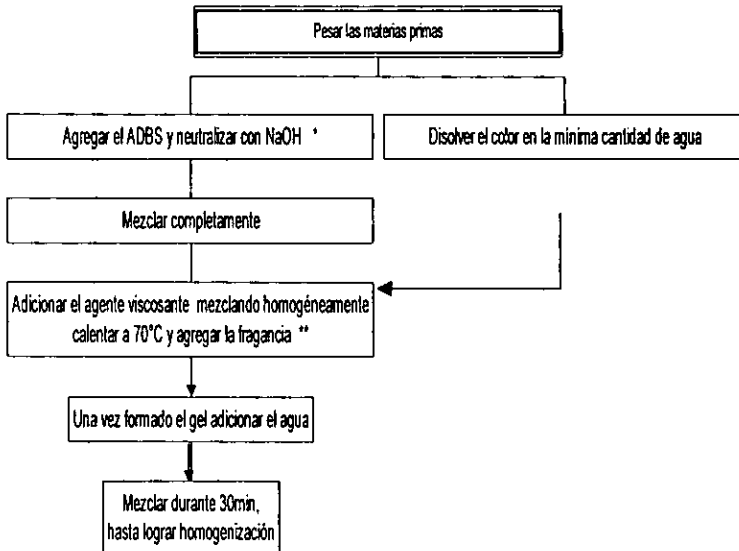 Pesar las materias primas
Agregar el ADBS y neutralizar con NaOH *
Disolver el color en la mínima cantidad de agua
Mezclar completamente
Adicionar el agente viscosante mezclando homogéneamente
calentar a 70°C y agregar la fragancia **
Una vez formado el gel adicionar el agua
Mezclar durante 30min,
hasta lograr homogenización